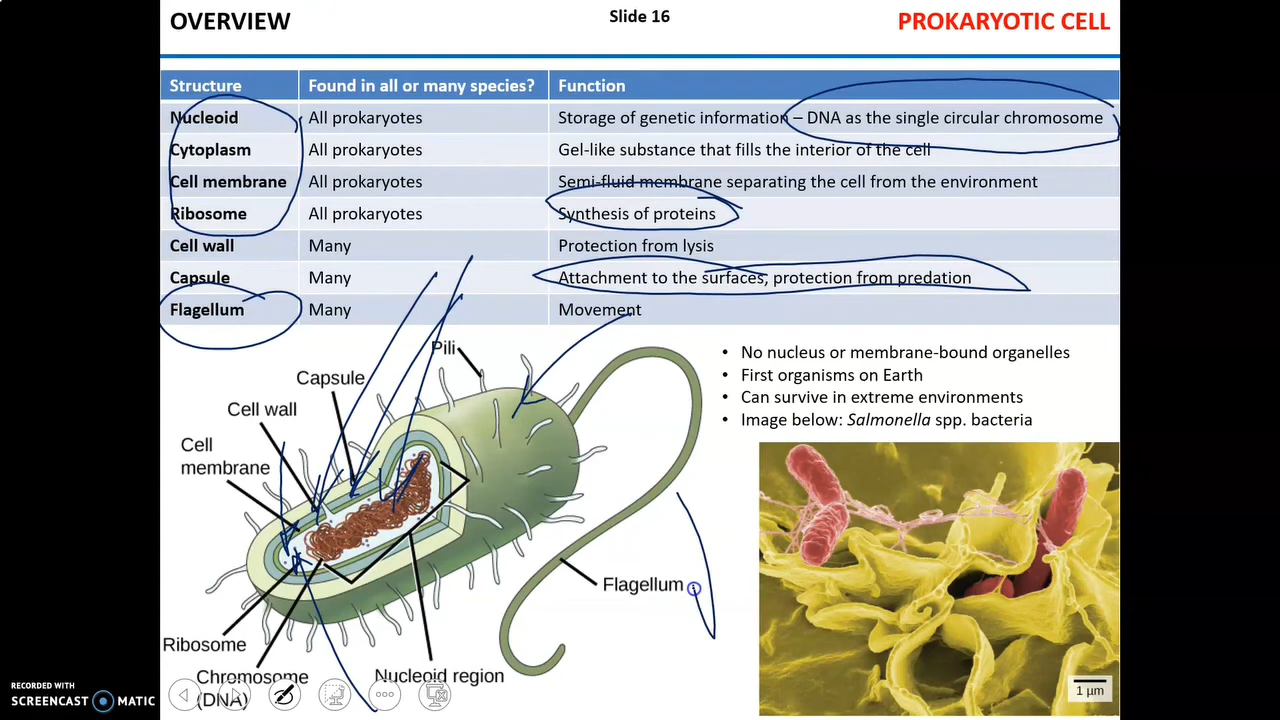 OVERVIEW Slide 16 PROKARYOTIC CELL
Structure Found in all or many species? Function
Nucleoid All prokaryotes Storage of genetic information – DNA as the single circular chromosome
Cytoplasm All prokaryotes Gel-like substance that fills the interior of the cell
Cell membrane All prokaryotes Semi-fluid membrane separating the cell from the environment
Ribosome All prokaryotes Synthesis of proteins
Cell wall Many Protection from lysis
Capsule Many Attachment to the surfaces, protection from predation
Flagellum Many Movement
Pili
Capsule
Cell wall
Cell
membrane
Ribosome
Chromosome
(DNA)
Nucleoid region
Flagellum
• No nucleus or membrane-bound organelles
• First organisms on Earth
• Can survive in extreme environments
• Image below: Salmonella spp. bacteria
1 µm
RECORDED WITH
SCREENCAST MATIC